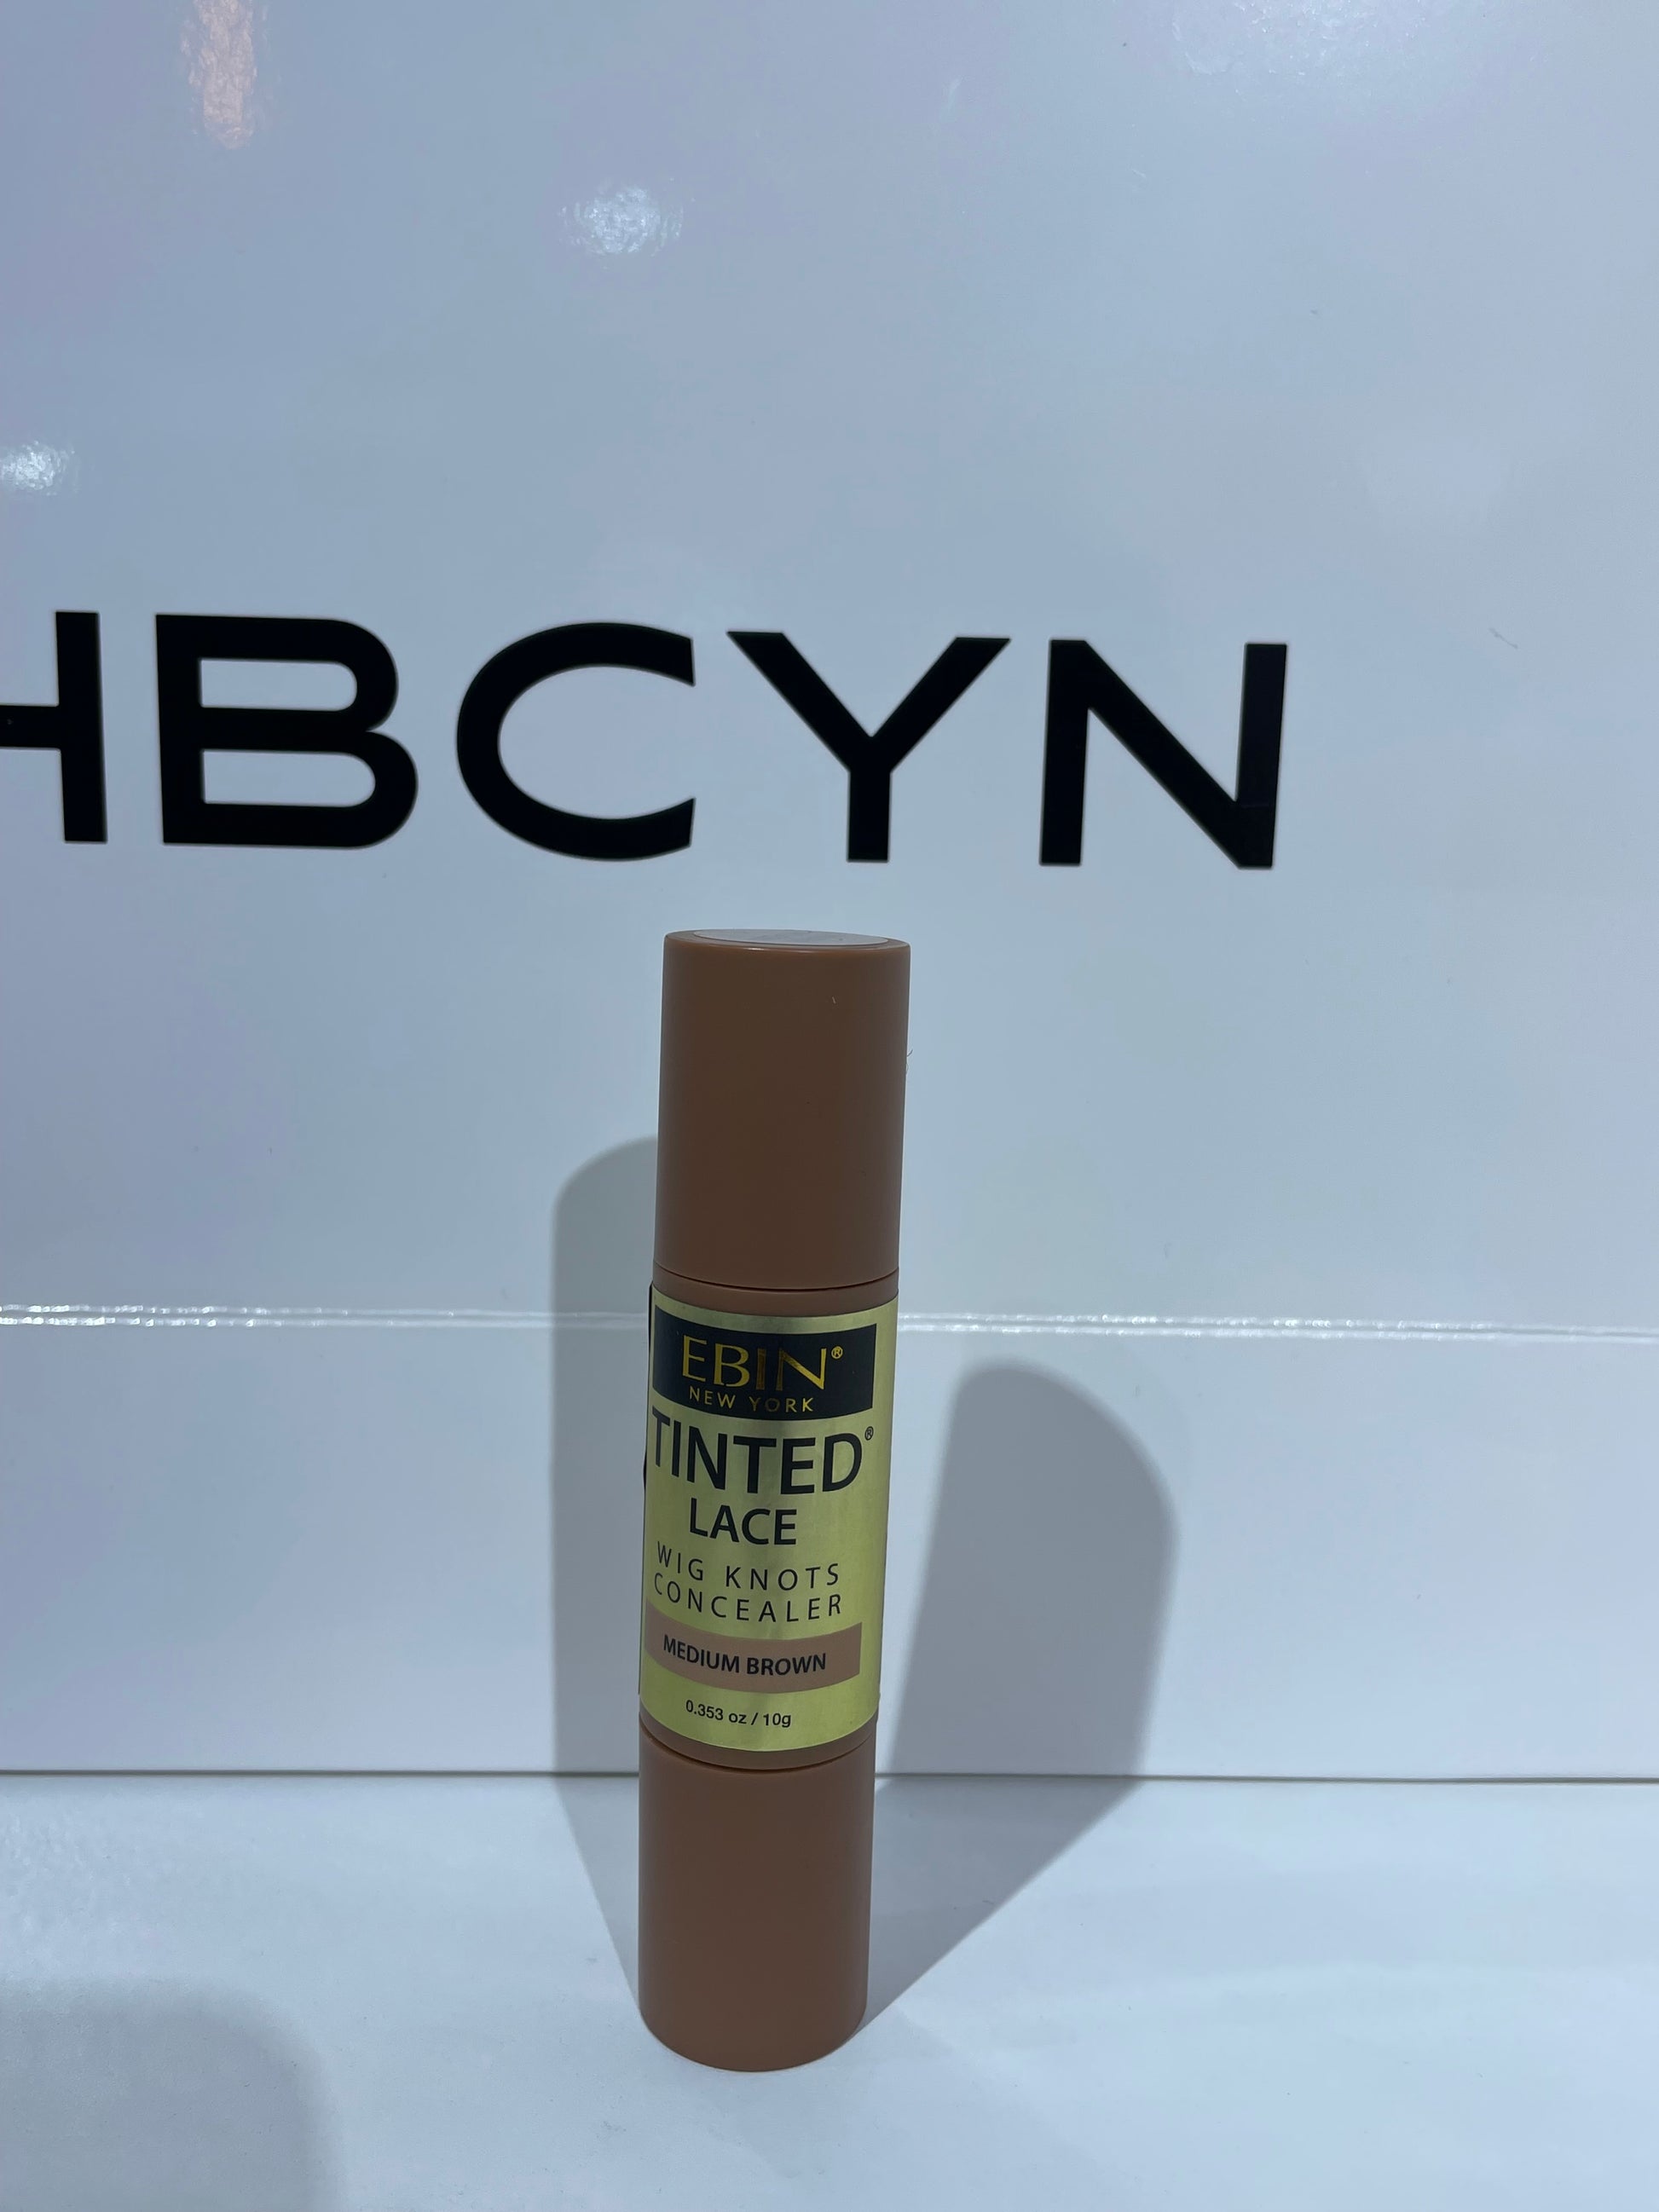 HBCYN
EBIN®
NEW YORK
TINTED®
LACE
WIG KNOTS
CONCEALER
MEDIUM BROWN
0.353 oz / 10g